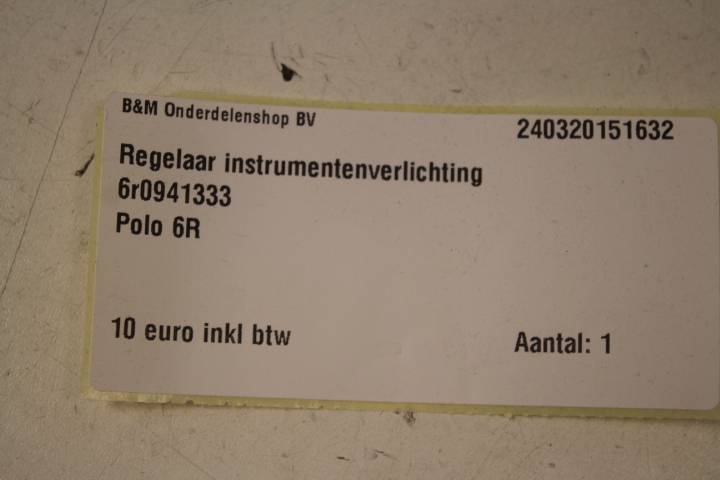 B&M Onderdelenshop BV
240320151632
Regelaar instrumentenverlichting
6r0941333
Polo 6R
10 euro inkl btw
Aantal: 1